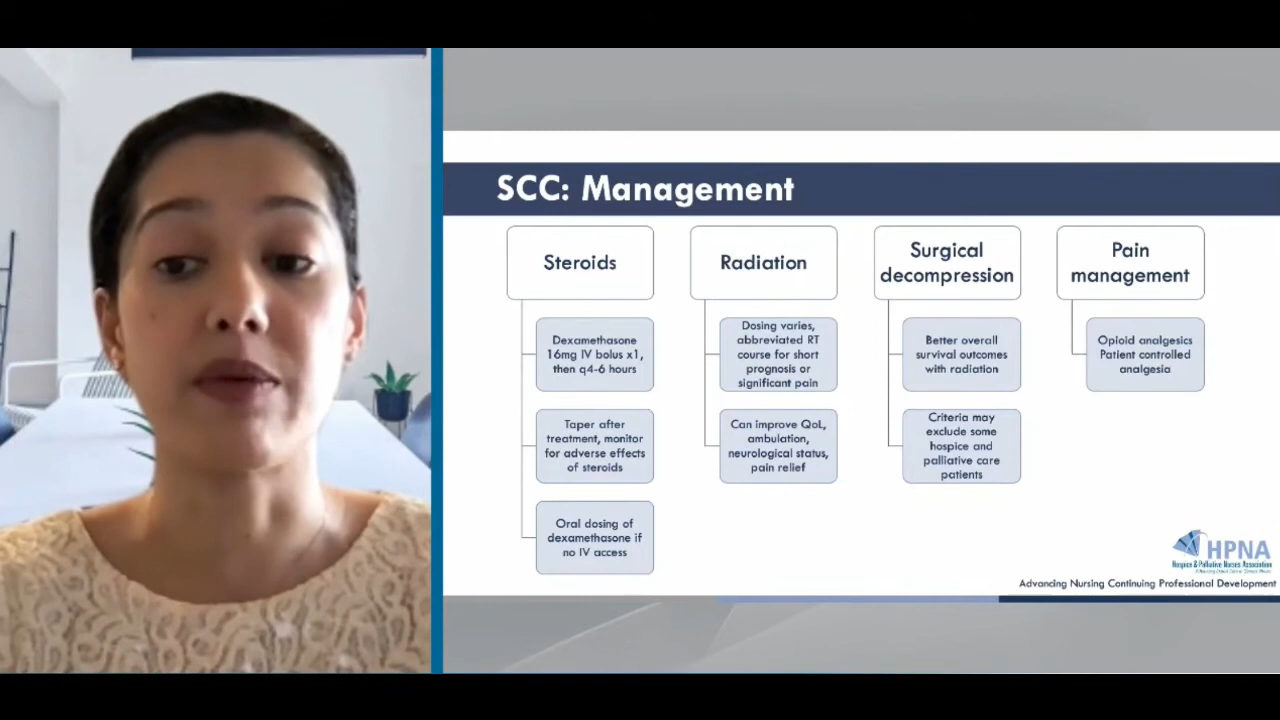 SCC: Management
Steroids
Dexamethasone
16mg IV bolus x1,
then q4-6 hours
Taper after
treatment, monitor
for adverse effects
of steroids
Oral dosing of
dexamethasone if
no IV access
Radiation
Dosing varies,
abbreviated RT
course for short
prognosis or
significant pain
Can improve QoL,
ambulation,
neurological status,
pain relief
Surgical
decompression
Better overall
survival outcomes
with radiation
Criteria may
exclude some
hospice and
palliative care
patients
Pain
management
Opioid analgesics
Patient controlled
analgesia
HPNA
Hospice & Palliative Nurses Association
Advancing Nursing Continuing Professional Development